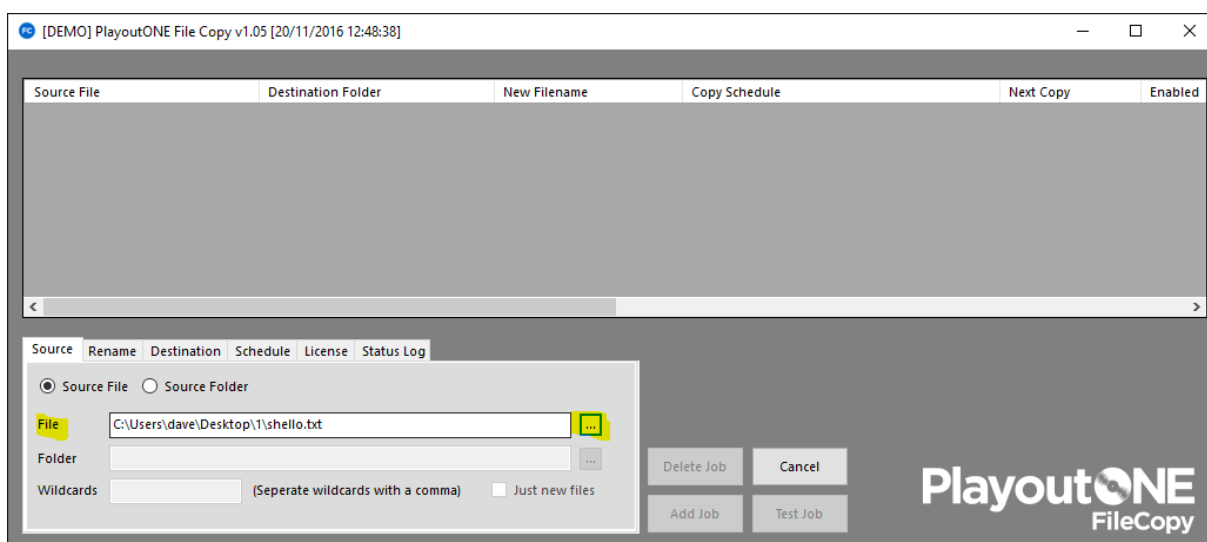 FC [DEMO] PlayoutONE File Copy v1.05 [20/11/2016 12:48:38]
Source File Destination Folder New Filename Copy Schedule Next Copy Enabled
Source Rename Destination Schedule License Status Log
Source File Source Folder
File C:\Users\dave\Desktop\1\shello.txt ...
Folder ...
Wildcards (Seperate wildcards with a comma) Just new files
Delete Job Cancel
Add Job Test Job
PlayoutONE
FileCopy